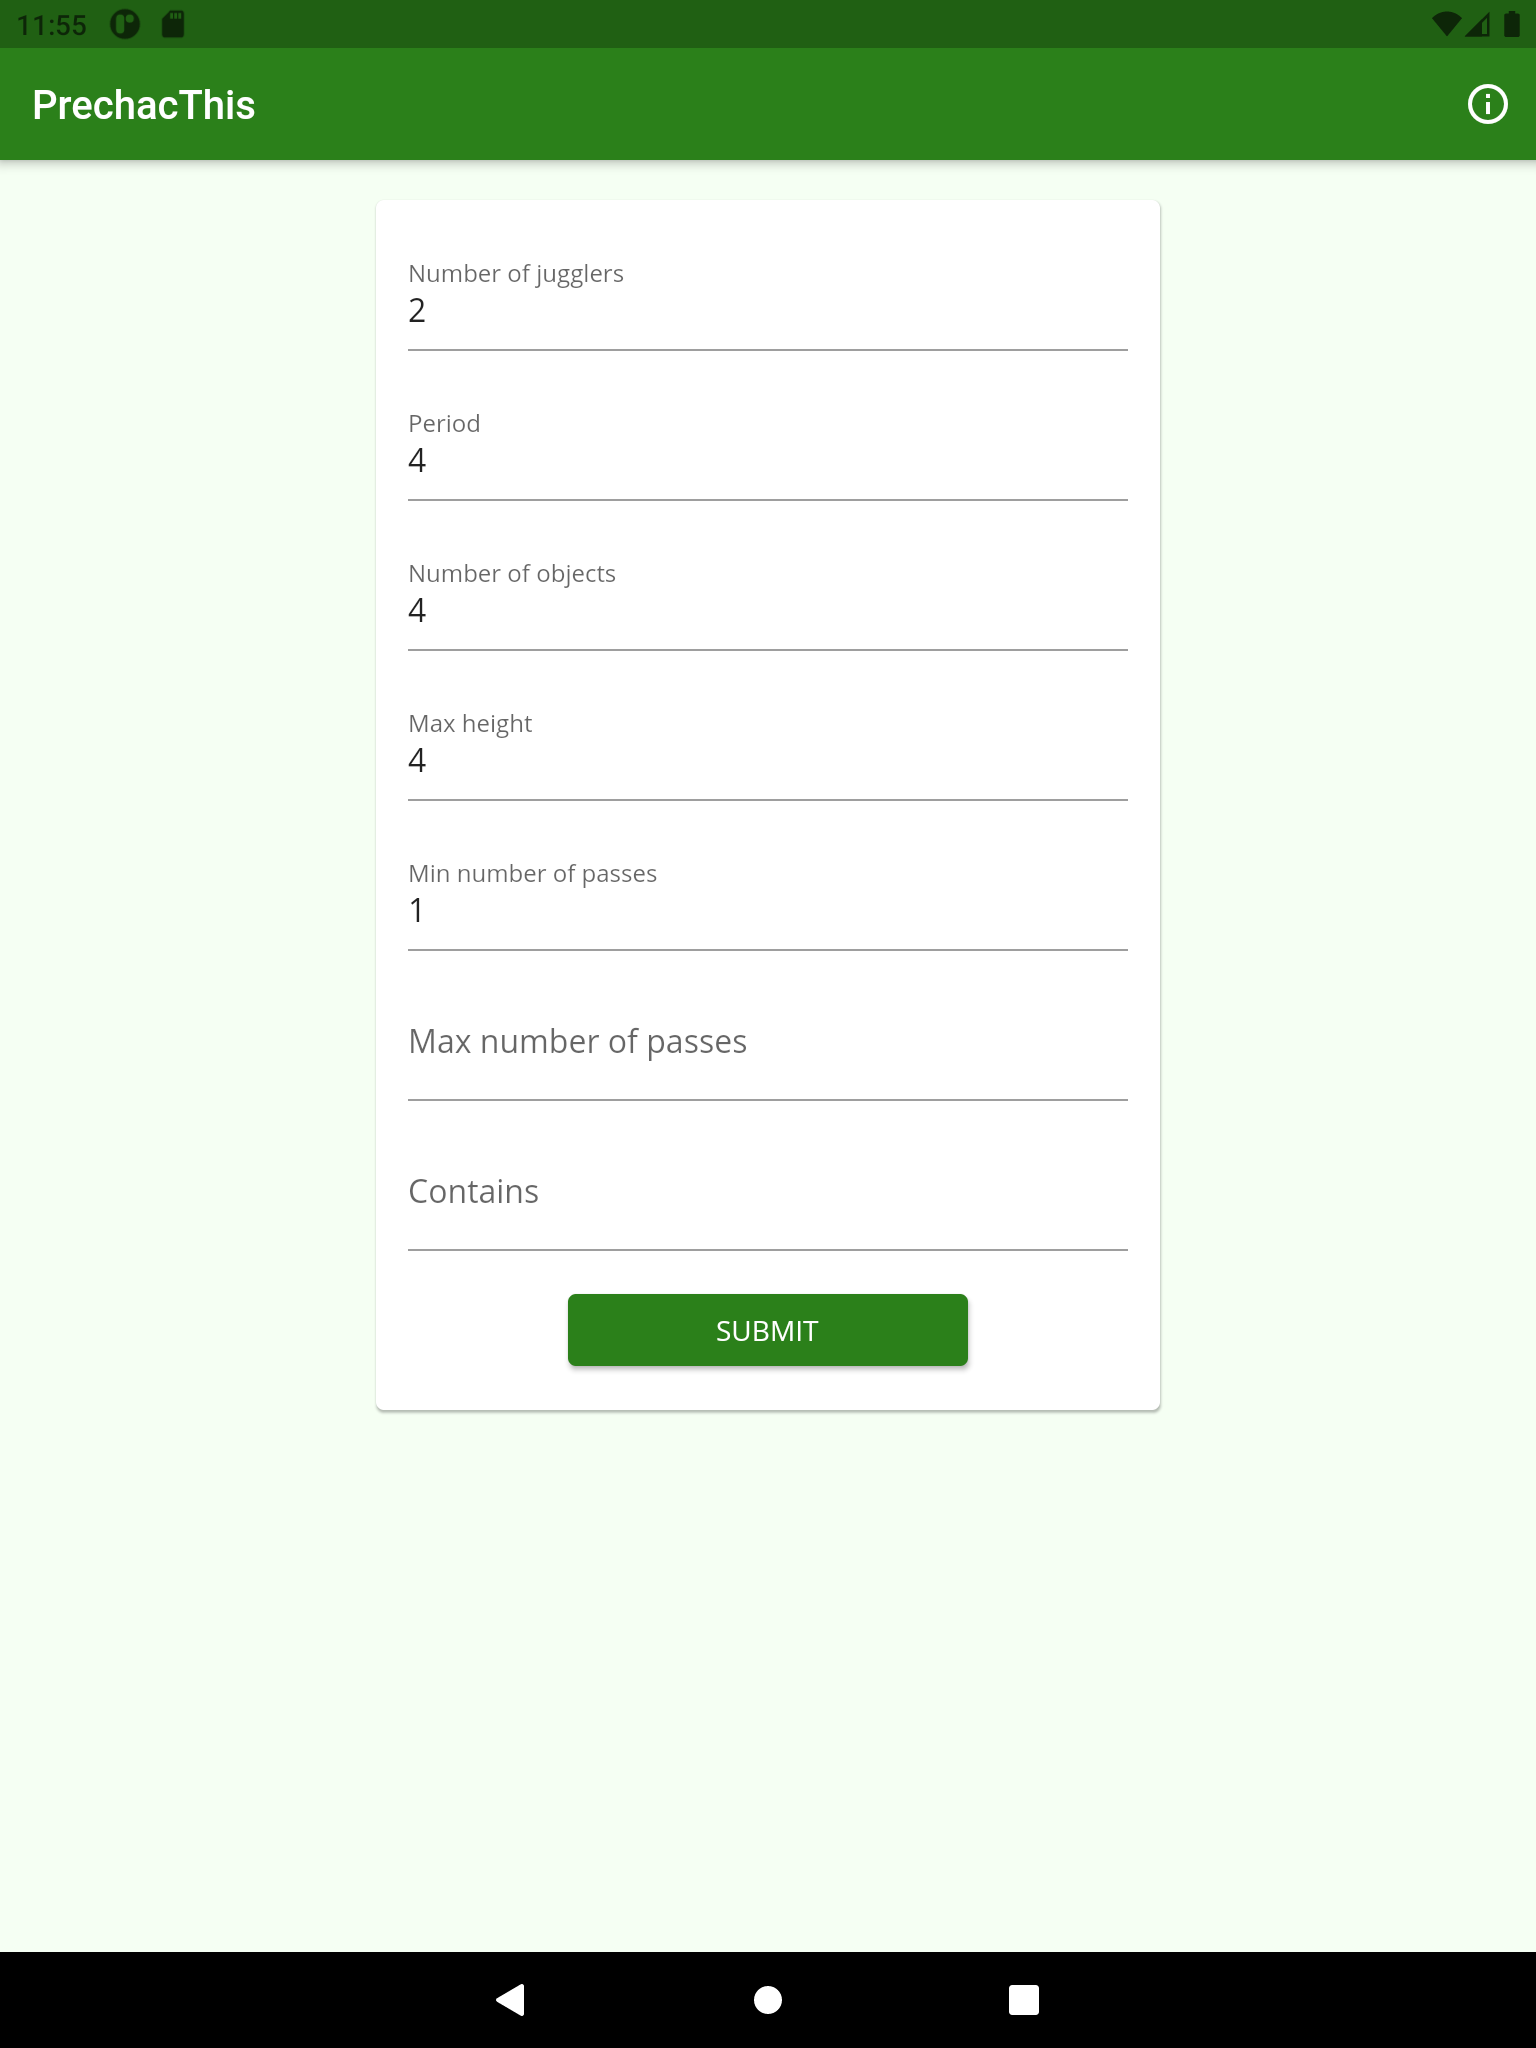 11:55
PrechacThis
Number of jugglers
2
Period
4
Number of objects
4
Max height
4
Min number of passes
1
Max number of passes
Contains
SUBMIT